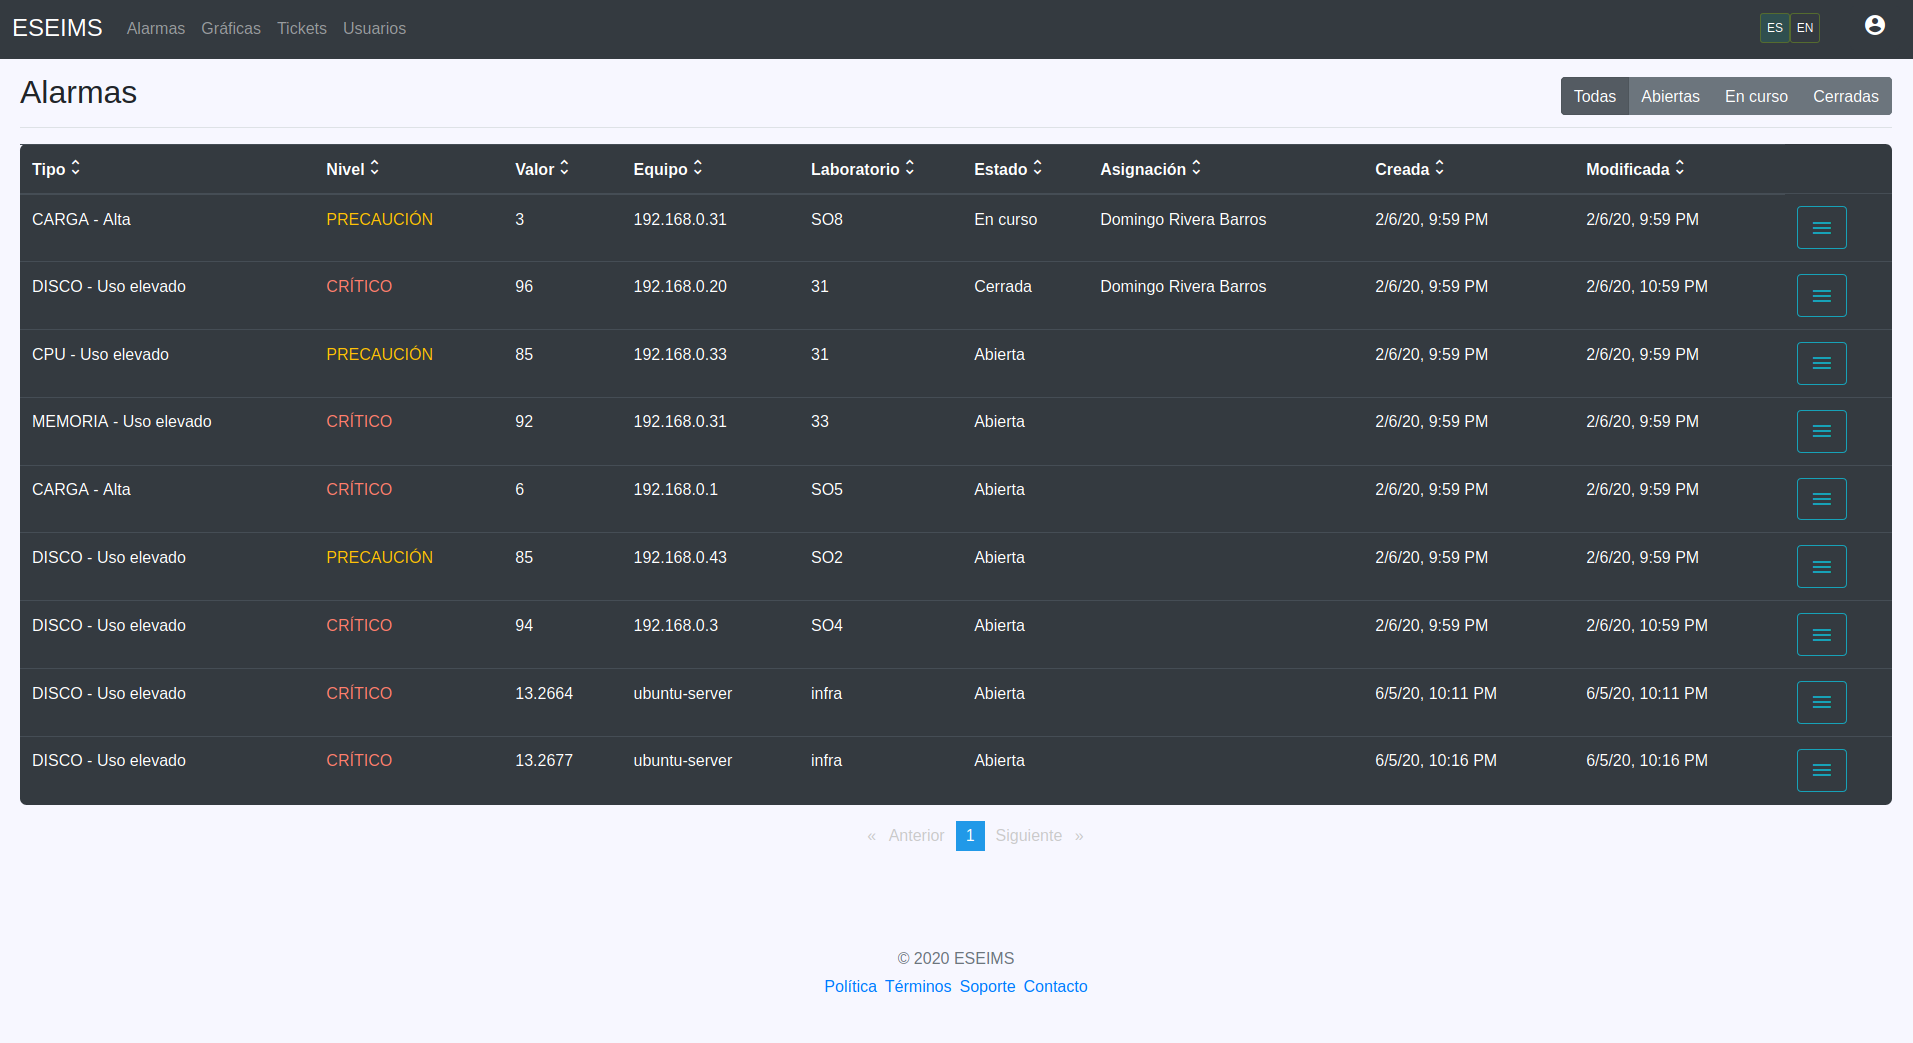 ESEIMS Alarmas Gráficas Tickets Usuarios ES EN
Alarmas Todas Abiertas En curso Cerradas
Tipo Nivel Valor Equipo Laboratorio Estado Asignación Creada Modificada
CARGA - Alta PRECAUCIÓN 3 192.168.0.31 SO8 En curso Domingo Rivera Barros 2/6/20, 9:59 PM 2/6/20, 9:59 PM
DISCO - Uso elevado CRÍTICO 96 192.168.0.20 31 Cerrada Domingo Rivera Barros 2/6/20, 9:59 PM 2/6/20, 10:59 PM
CPU - Uso elevado PRECAUCIÓN 85 192.168.0.33 31 Abierta 2/6/20, 9:59 PM 2/6/20, 9:59 PM
MEMORIA - Uso elevado CRÍTICO 92 192.168.0.31 33 Abierta 2/6/20, 9:59 PM 2/6/20, 9:59 PM
CARGA - Alta CRÍTICO 6 192.168.0.1 SO5 Abierta 2/6/20, 9:59 PM 2/6/20, 9:59 PM
DISCO - Uso elevado PRECAUCIÓN 85 192.168.0.43 SO2 Abierta 2/6/20, 9:59 PM 2/6/20, 9:59 PM
DISCO - Uso elevado CRÍTICO 94 192.168.0.3 SO4 Abierta 2/6/20, 9:59 PM 2/6/20, 10:59 PM
DISCO - Uso elevado CRÍTICO 13.2664 ubuntu-server infra Abierta 6/5/20, 10:11 PM 6/5/20, 10:11 PM
DISCO - Uso elevado CRÍTICO 13.2677 ubuntu-server infra Abierta 6/5/20, 10:16 PM 6/5/20, 10:16 PM
« Anterior 1 Siguiente »
© 2020 ESEIMS
Política Términos Soporte Contacto